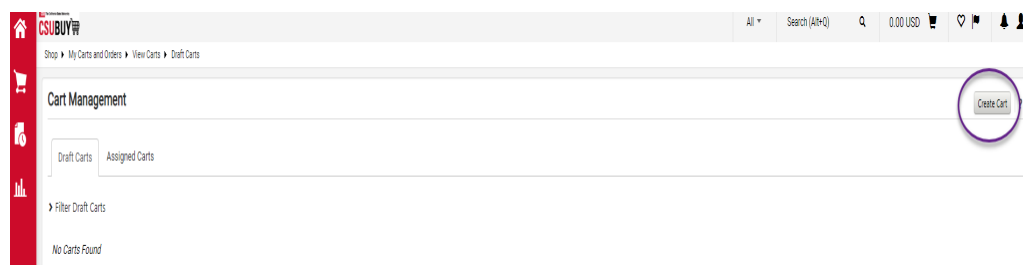 CSUBUY
All Search (Alt+Q) 0.00 USD
Shop My Carts and Orders View Carts Draft Carts
Cart Management
Create Cart
Draft Carts Assigned Carts
Filter Draft Carts
No Carts Found